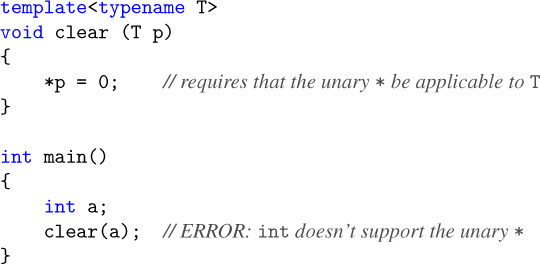 template<typename T>
void clear (T p)
{
    *p = 0;    // requires that the unary * be applicable to T
}

int main()
{
    int a;
    clear(a);  // ERROR: int doesn't support the unary *
}